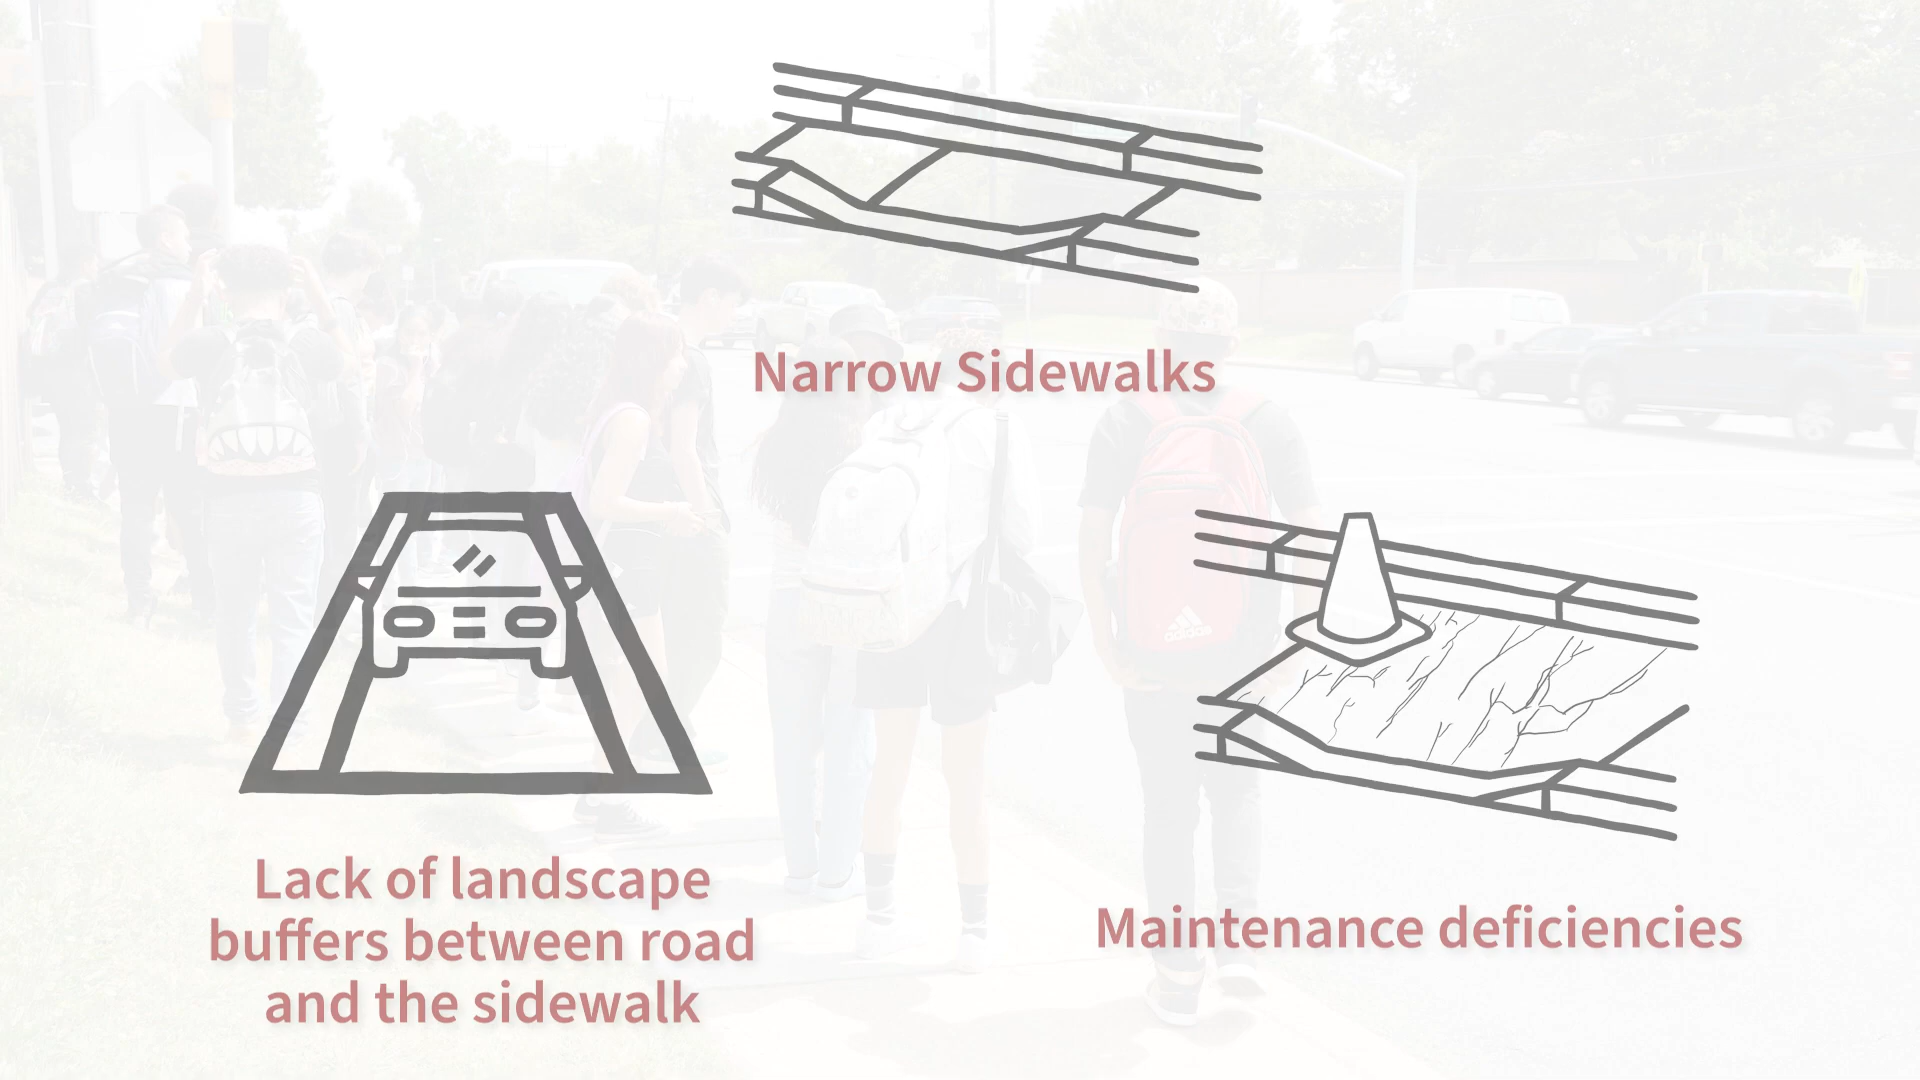 Narrow Sidewalks
Lack of landscape
buffers between road
and the sidewalk
Maintenance deficiencies
adidas